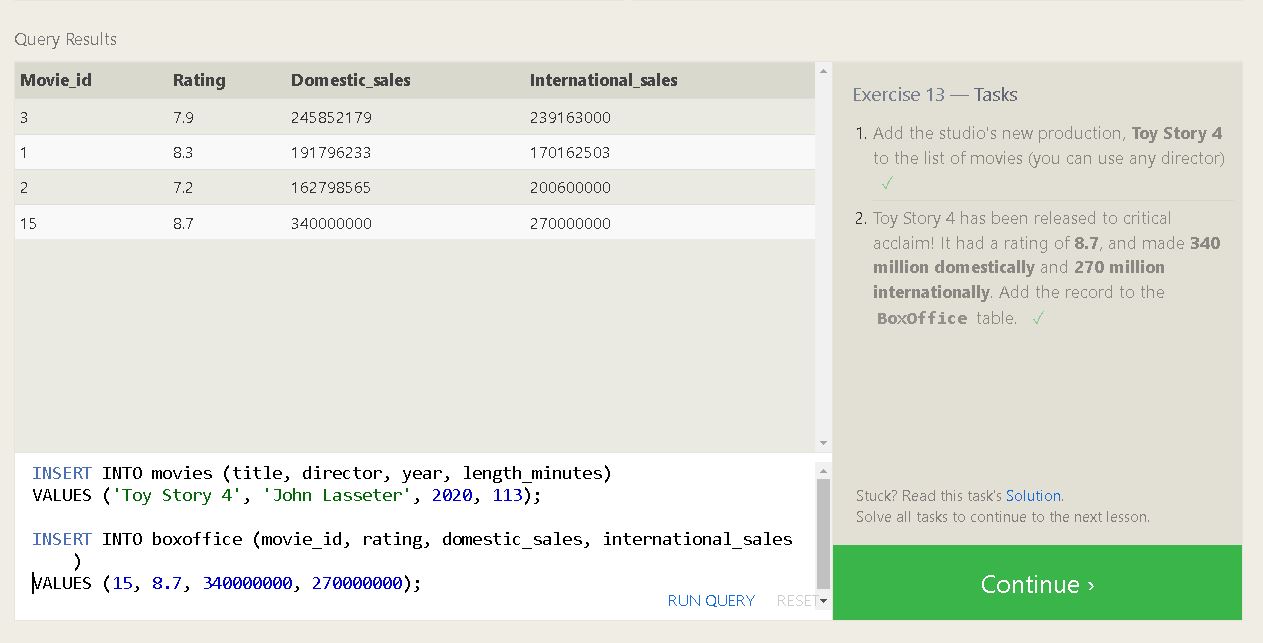 Query Results
Movie_id Rating Domestic_sales International_sales
3 7.9 245852179 239163000
1 8.3 191796233 170162503
2 7.2 162798565 200600000
15 8.7 340000000 270000000
INSERT INTO movies (title, director, year, length_minutes)
VALUES ('Toy Story 4', 'John Lasseter', 2020, 113);
INSERT INTO boxoffice (movie_id, rating, domestic_sales, international_sales
)
VALUES (15, 8.7, 340000000, 270000000);
RUN QUERY RESET
Exercise 13 — Tasks
1. Add the studio's new production, Toy Story 4
to the list of movies (you can use any director)
✓
2. Toy Story 4 has been released to critical
acclaim! It had a rating of 8.7, and made 340
million domestically and 270 million
internationally. Add the record to the
BoxOffice table. ✓
Stuck? Read this task's Solution.
Solve all tasks to continue to the next lesson.
Continue ›